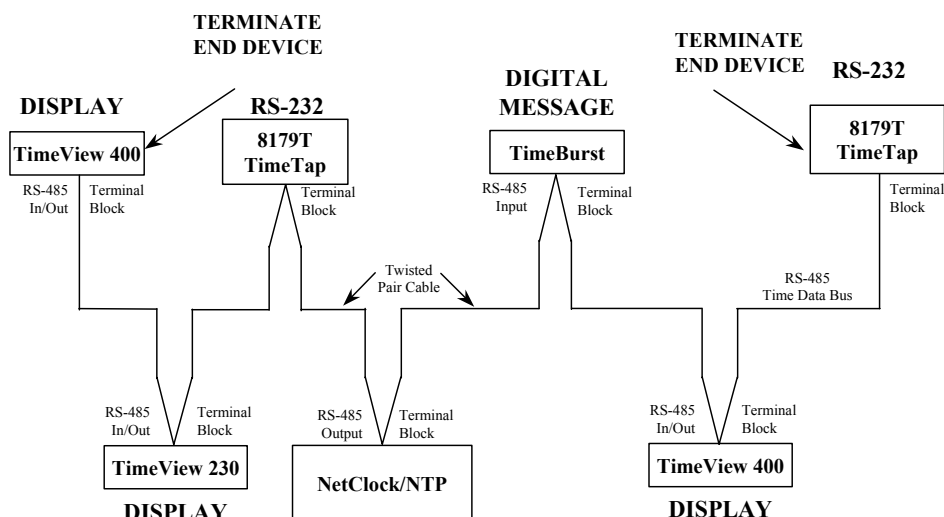 TERMINATE
END DEVICE
TERMINATE
END DEVICE
DISPLAY
RS-232
DIGITAL
MESSAGE
RS-232
TimeView 400
8179T
TimeTap
TimeBurst
8179T
TimeTap
RS-485
In/Out
Terminal
Block
Terminal
Block
RS-485
Input
Terminal
Block
Terminal
Block
Twisted
Pair Cable
RS-485
Time Data Bus
RS-485
In/Out
Terminal
Block
RS-485
Output
Terminal
Block
RS-485
In/Out
Terminal
Block
TimeView 230
DISPLAY
NetClock/NTP
TimeView 400
DISPLAY